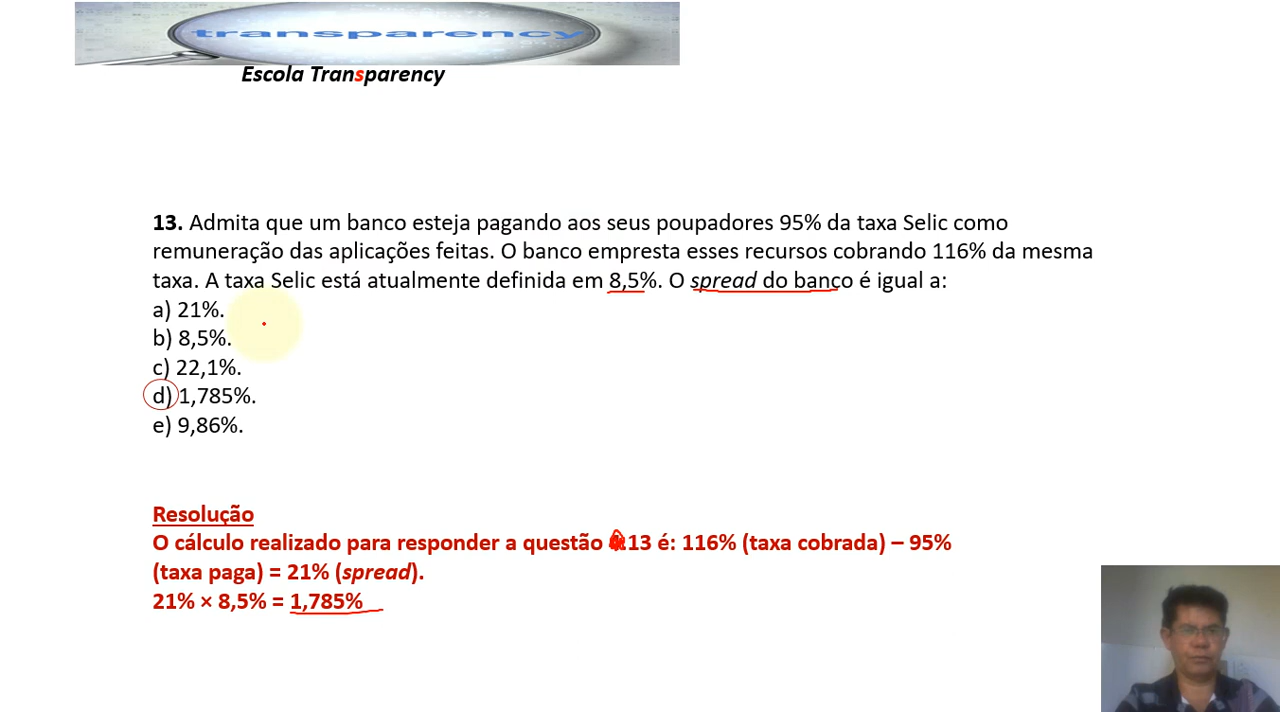 transparency
Escola Transparency
13. Admita que um banco esteja pagando aos seus poupadores 95% da taxa Selic como
remuneração das aplicações feitas. O banco empresta esses recursos cobrando 116% da mesma
taxa. A taxa Selic está atualmente definida em 8,5%. O spread do banco é igual a:
a) 21%.
b) 8,5%.
c) 22,1%.
d) 1,785%.
e) 9,86%.
Resolução
O cálculo realizado para responder a questão 13 é: 116% (taxa cobrada) – 95%
(taxa paga) = 21% (spread).
21% × 8,5% = 1,785%